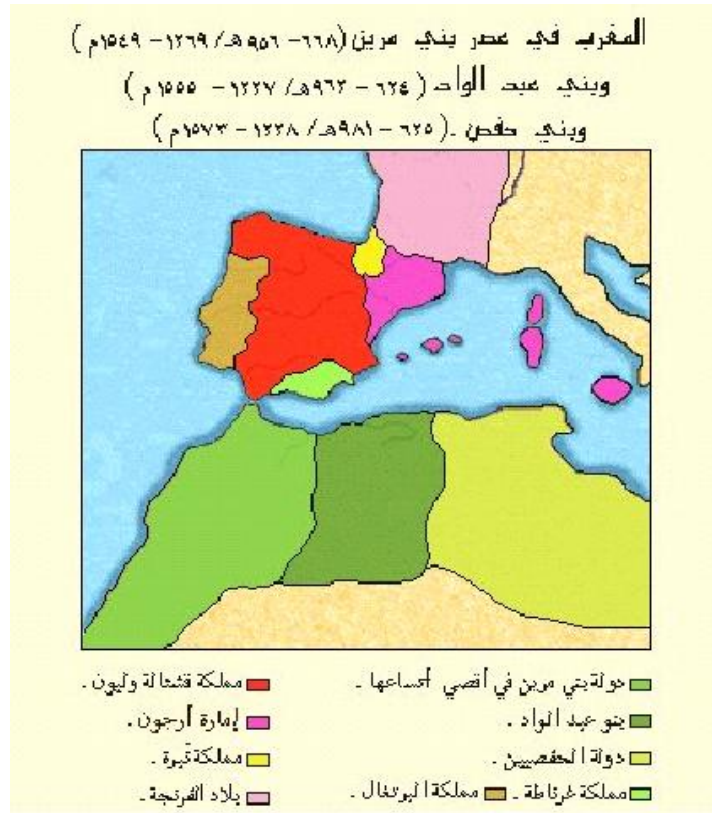 المغرب في عصر بني مرين (٦٦٨- ٩٥٦هـ/ ١٢٦٩- ١٥٤٩م)
وبني عبد الواد (٦٢٤ - ٩٦٢هـ/ ١٢٢٧- ١٥٥٥م)
وبني حفص .(٦٢٥ -٩٨١هـ/ ١٢٢٨- ١٥٧٣م)
دولة بني مرين في أقصى أتساعها .
مملكة قشتالة وليون .
بنو عبد الواد .
إمارة أرجون .
دولة الحفصيين .
مملكة نبرة .
مملكة غرناطة . مملكة البرتغال .
بلاد الفرنجة .